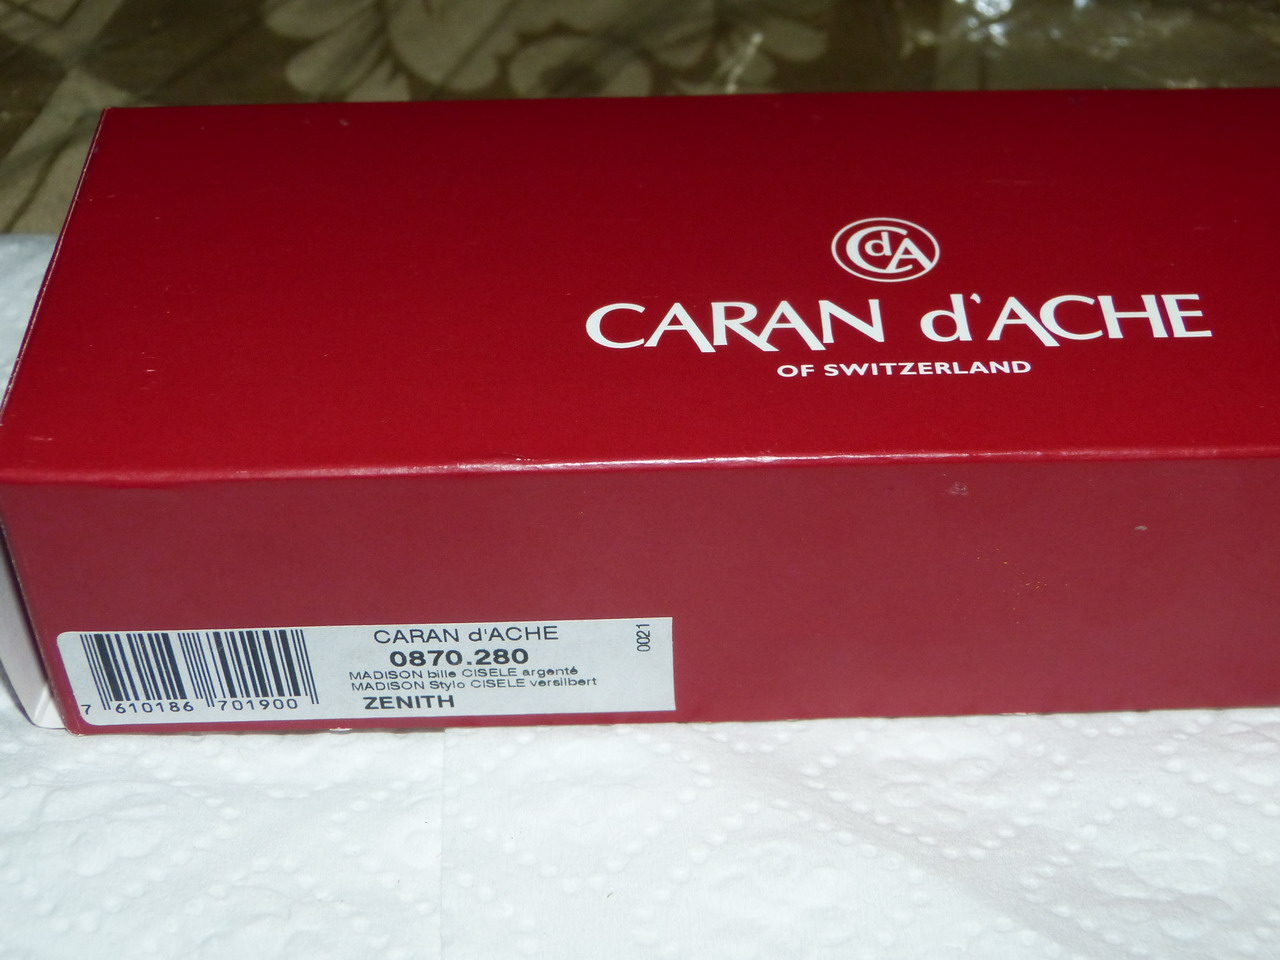 CdA
CARAN d'ACHE
OF SWITZERLAND
CARAN d'ACHE
0870.280
MADISON bille CISELE argenté
MADISON Stylo CISELE versilbert
ZENITH
0021
7 610186 701900